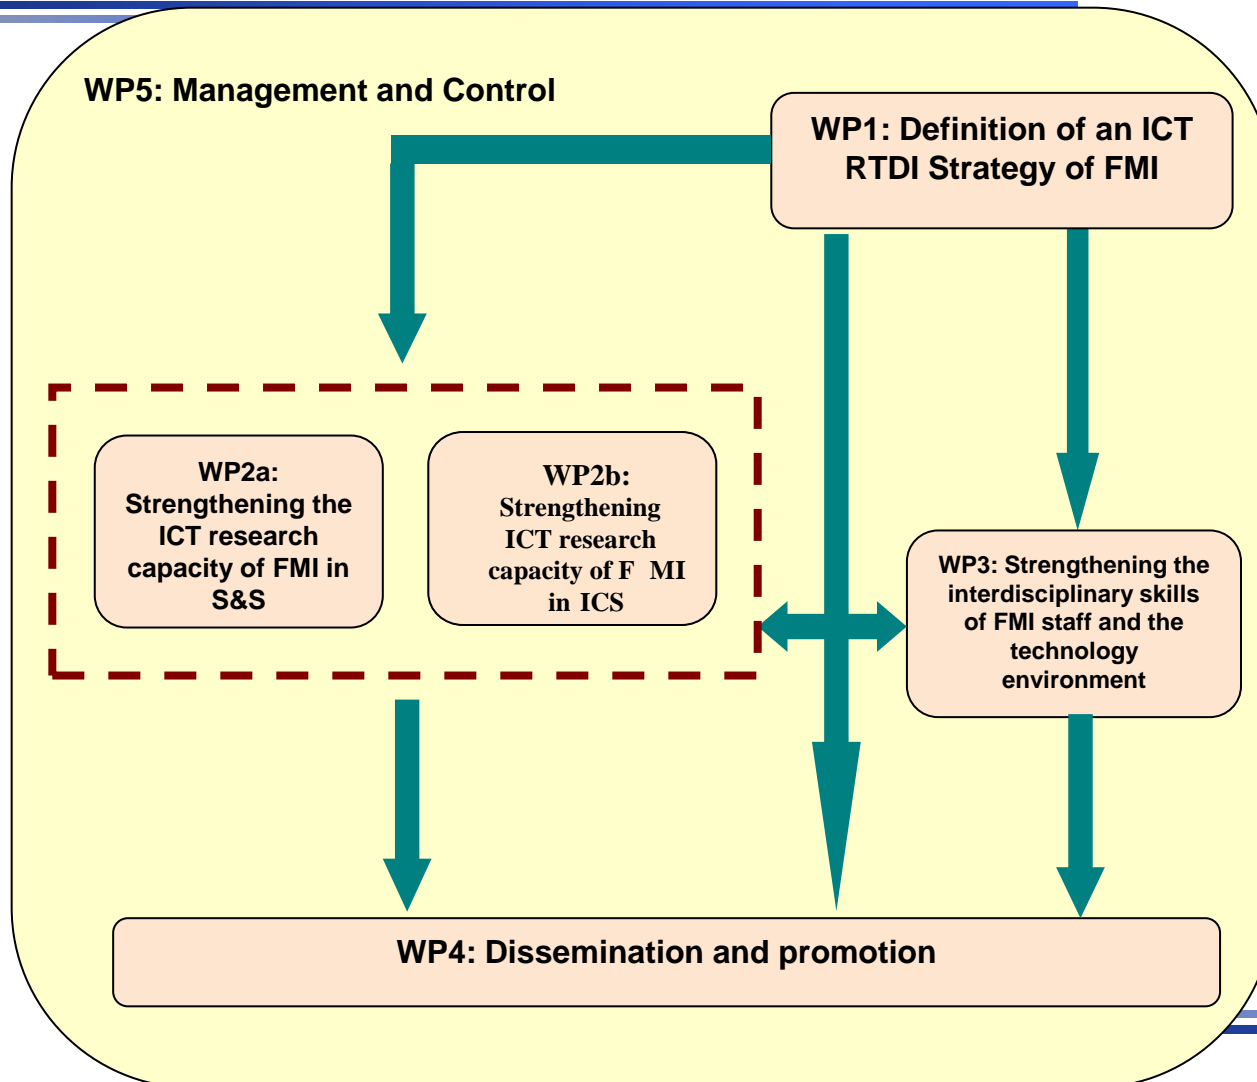 WP5: Management and Control
WP1: Definition of an ICT
RTDI Strategy of FMI
WP2a:
Strengthening the
ICT research
capacity of FMI in
S&S
WP2b:
Strengthening
ICT research
capacity of F MI
in ICS
WP3: Strengthening the
interdisciplinary skills
of FMI staff and the
technology
environment
WP4: Dissemination and promotion